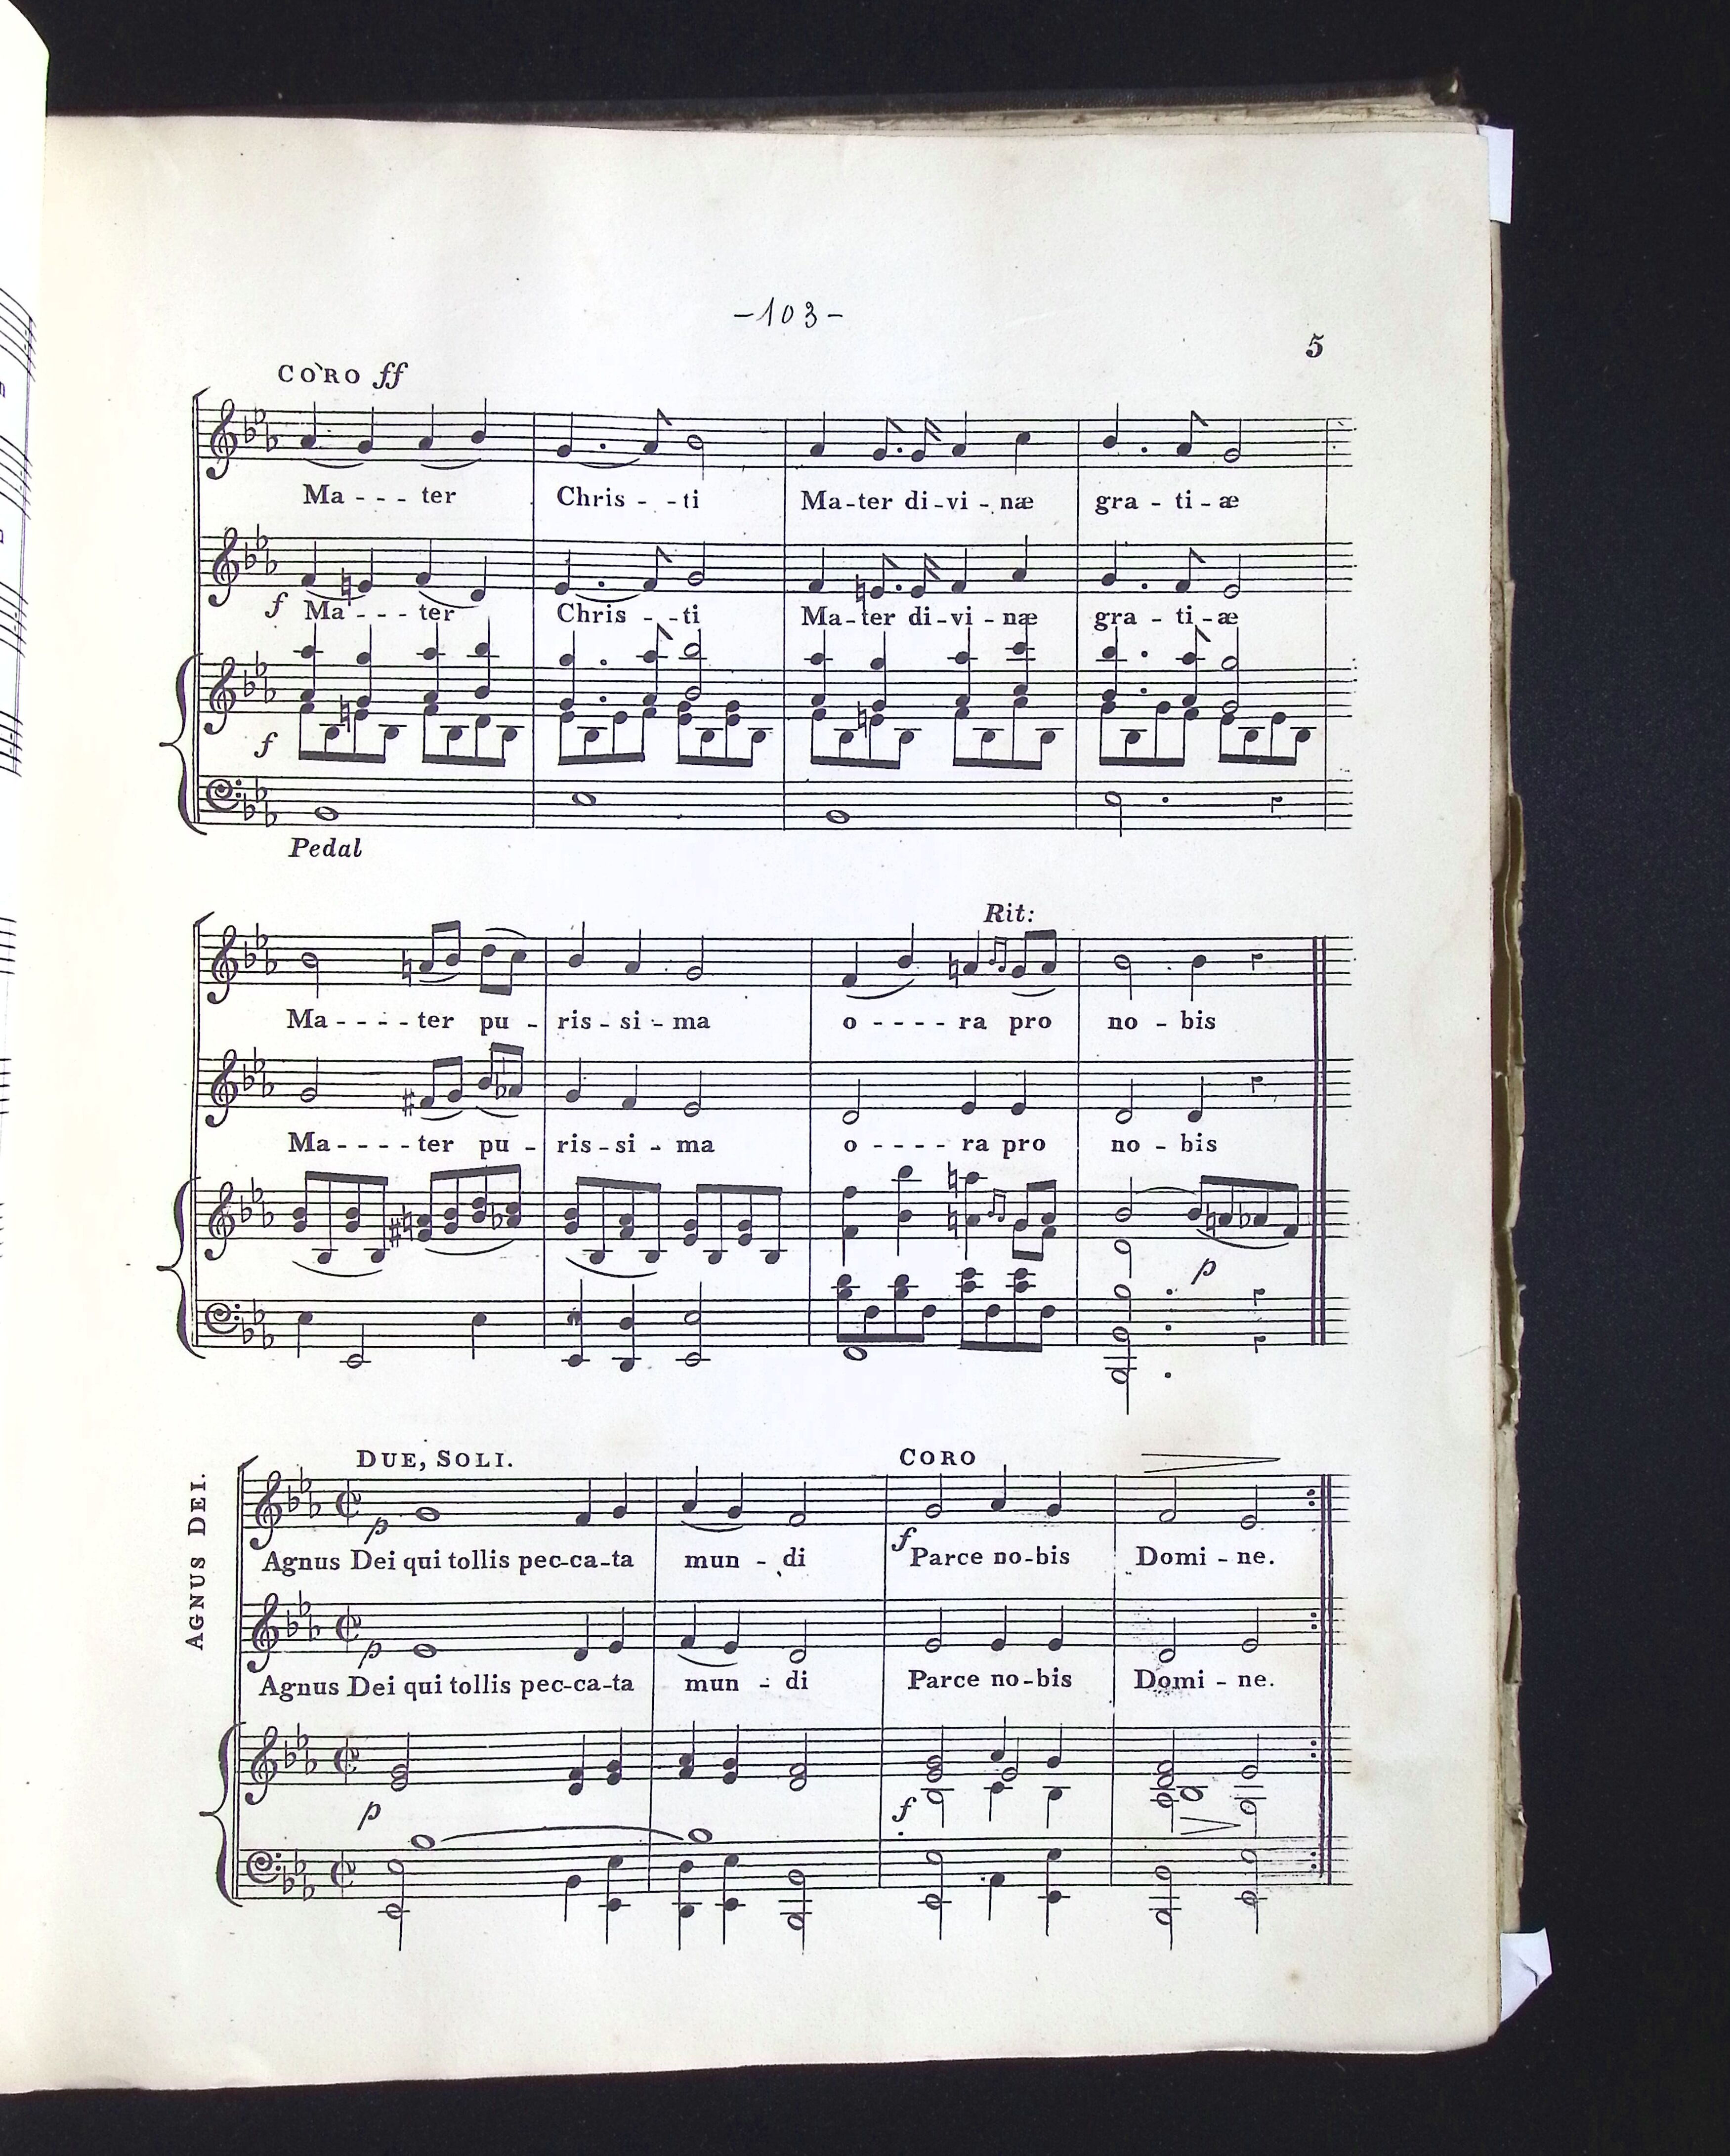 -103-
5
CORO ff
Ma - - - ter Chris - - ti Ma-ter di-vi-næ gra - ti - æ
f Ma - - - ter Chris - - ti Ma-ter di-vi-næ gra - ti - æ
f
Pedal
Rit:
Ma - - - - ter pu - ris - si - ma o - - - - ra pro no - bis
Ma - - - - ter pu - ris - si - ma o - - - - ra pro no - bis
p
AGNUS DEI.
DUE, SOLI. CORO
p f
Agnus Dei qui tollis pec-ca-ta mun - di Parce no-bis Domi - ne.
p
Agnus Dei qui tollis pec-ca-ta mun - di Parce no-bis Domi - ne.
p f